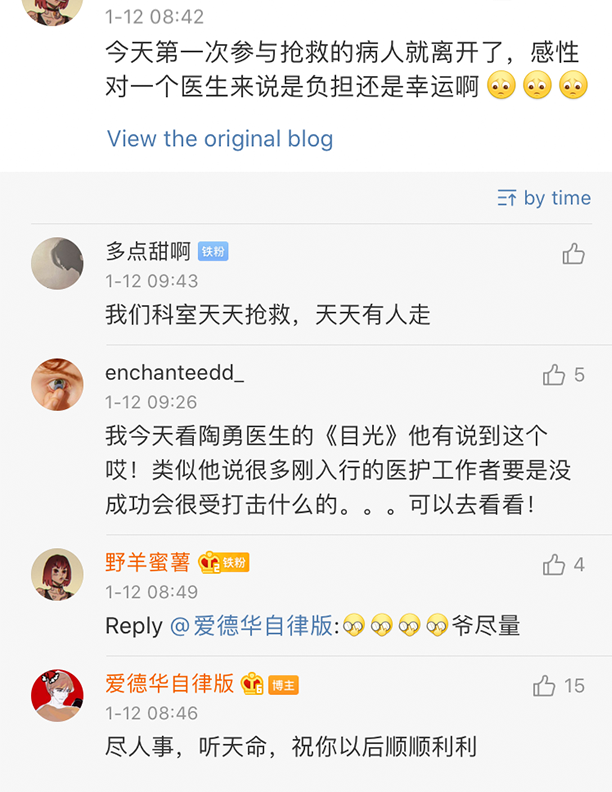 1-12 08:42
今天第一次参与抢救的病人就离开了，感性
对一个医生来说是负担还是幸运啊
View the original blog
by time
多点甜啊 铁粉
1-12 09:43
我们科室天天抢救，天天有人走
enchanteedd_
5
1-12 09:26
我今天看陶勇医生的《目光》他有说到这个
哎！类似他说很多刚入行的医护工作者要是没
成功会很受打击什么的。。。可以去看看！
野羊蜜薯 2 铁粉
4
1-12 08:49
Reply @爱德华自律版:爷尽量
爱德华自律版 6 博主
15
1-12 08:46
尽人事，听天命，祝你以后顺顺利利